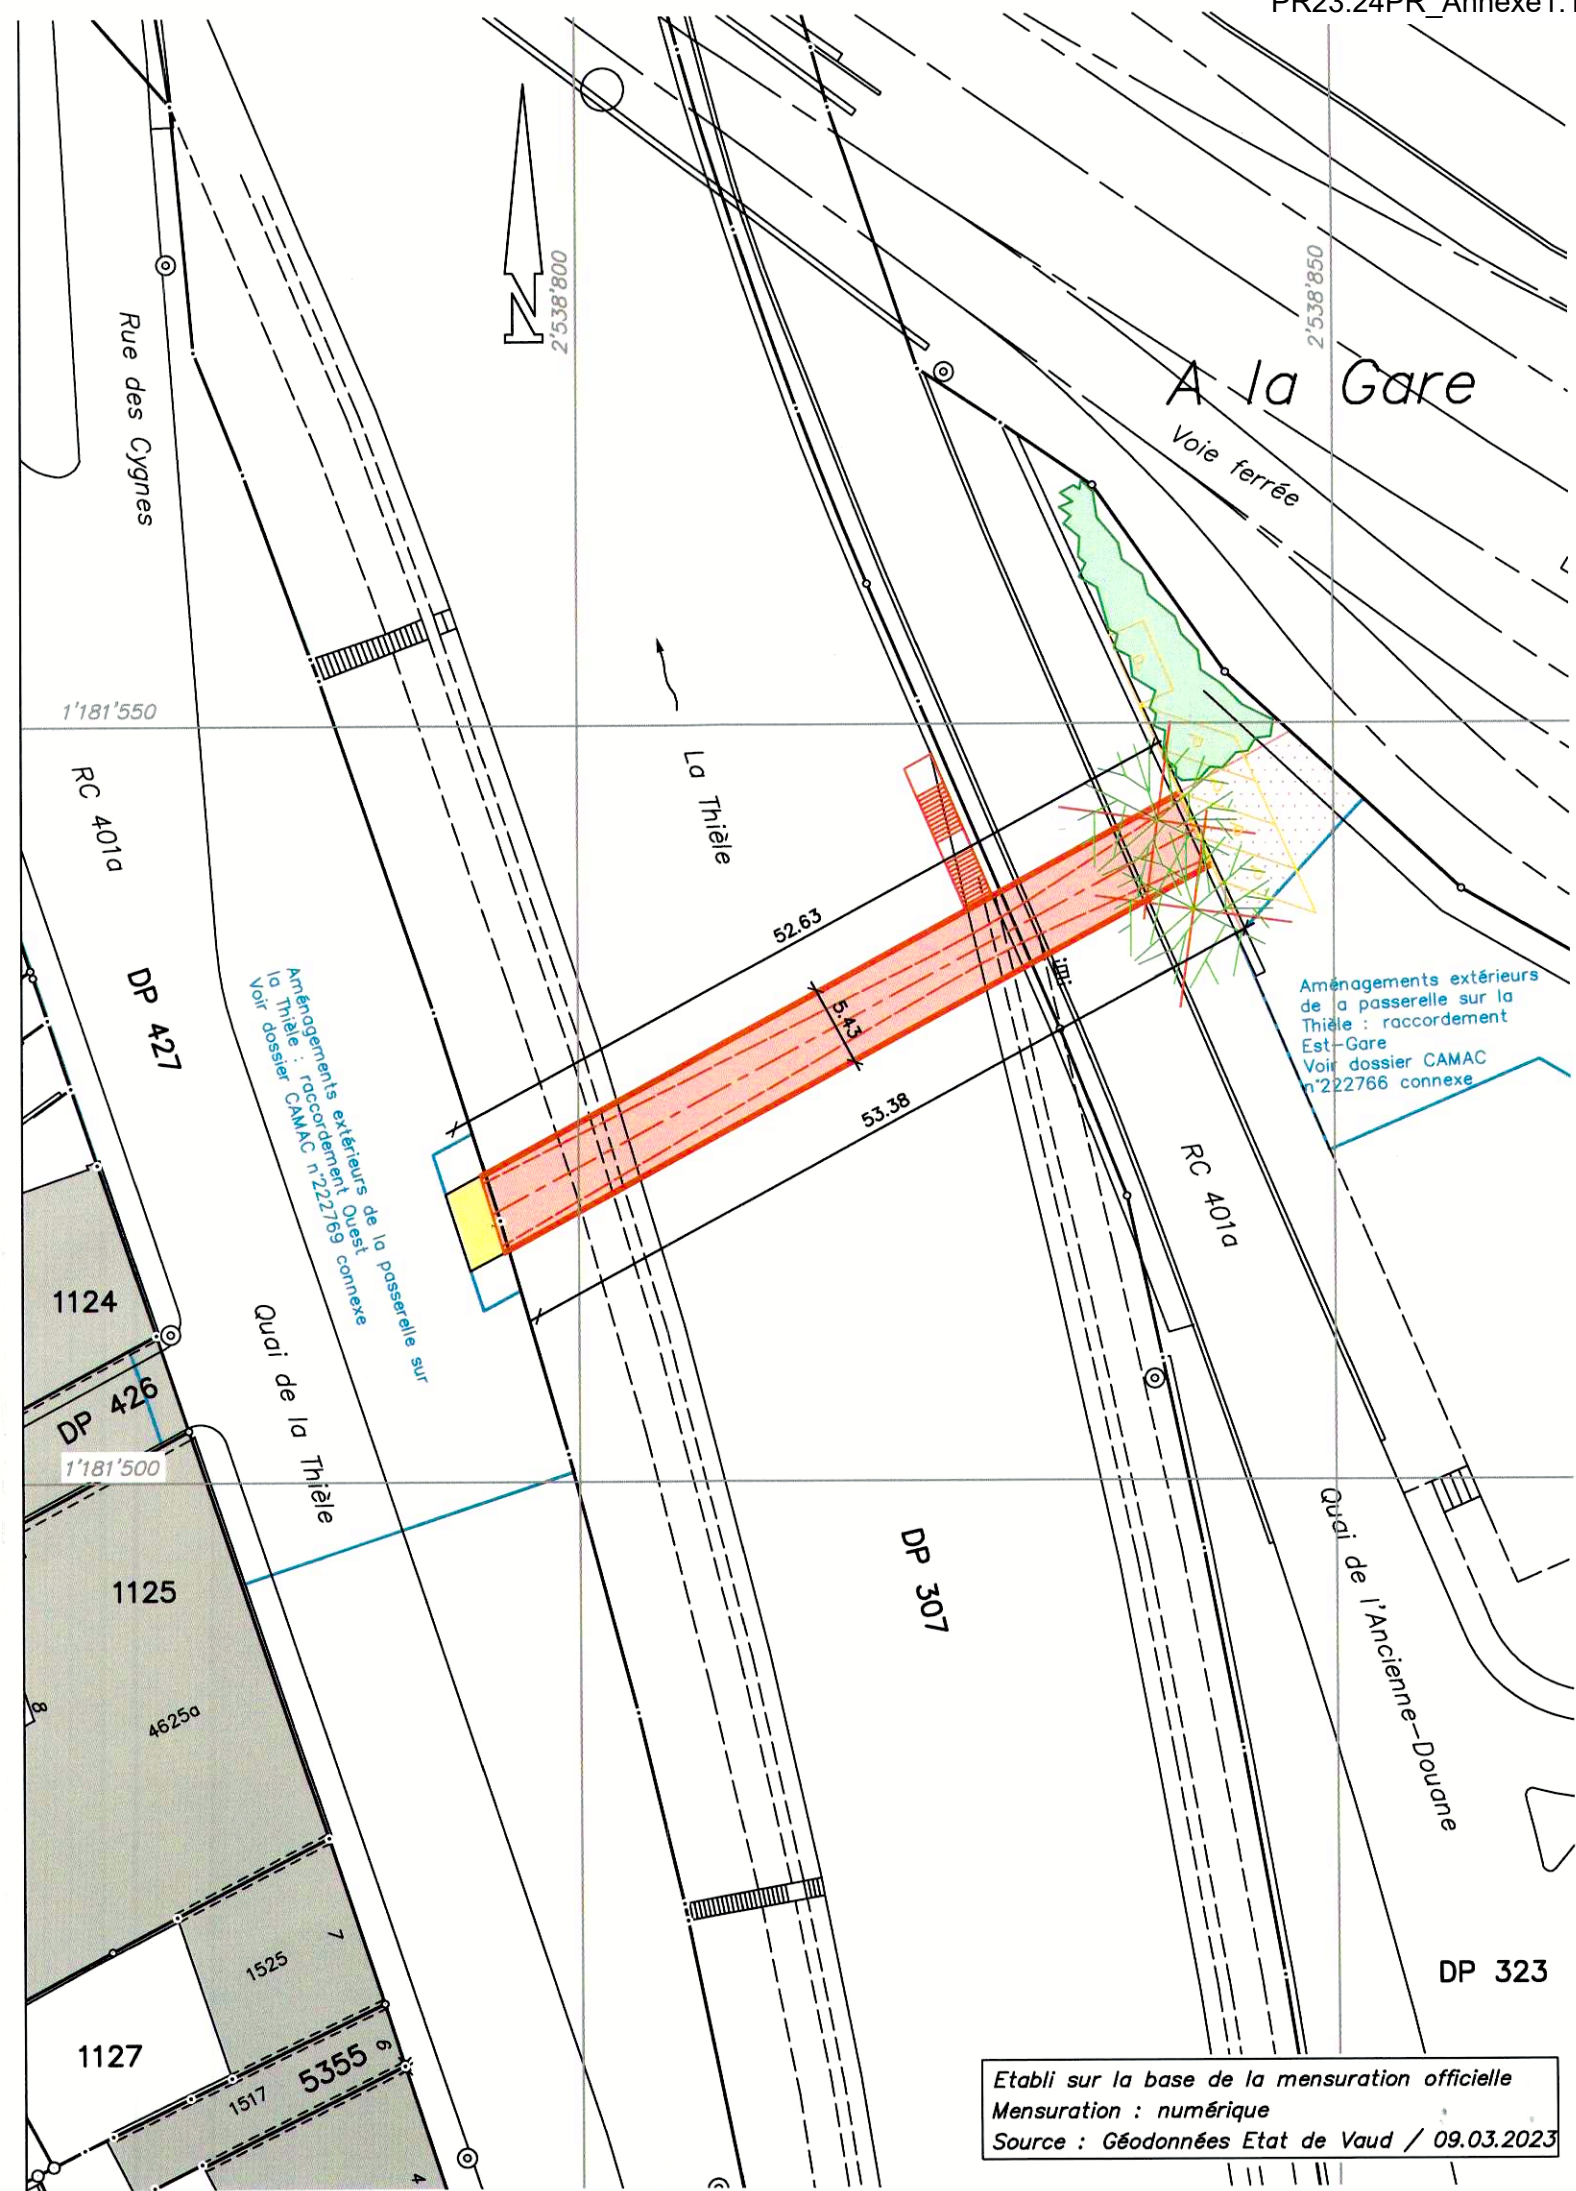 PR23.24PR_Annexe1.1
N
2'538'800
2'538'850
A la Gare
Voie ferrée
Rue des Cygnes
1'181'550
RC 401a
La Thièle
52.63
5.43
53.38
DP 427
Aménagements extérieurs de la passerelle sur
la Thièle : raccordement Ouest
Voir dossier CAMAC n°222769 connexe
Aménagements extérieurs
de a passerelle sur la
Thièle : raccordement
Est-Gare
Voir dossier CAMAC
n°222766 connexe
RC 401a
1124
DP 426
Quai de la Thièle
1'181'500
1125
DP 307
Quai de l'Ancienne-Douane
8
4625a
7
1525
DP 323
1127
6
5355
1517
4
Etabli sur la base de la mensuration officielle
Mensuration : numérique
Source : Géodonnées Etat de Vaud / 09.03.2023